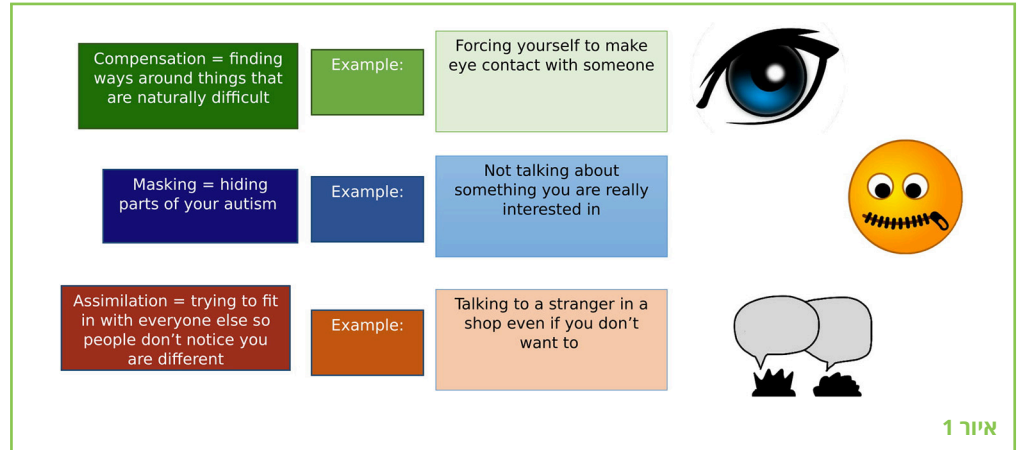 Compensation = finding
ways around things that
are naturally difficult
Example:
Forcing yourself to make
eye contact with someone
Masking = hiding
parts of your autism
Example:
Not talking about
something you are really
interested in
Assimilation = trying to fit
in with everyone else so
people don’t notice you
are different
Example:
Talking to a stranger in a
shop even if you don’t
want to
איור 1